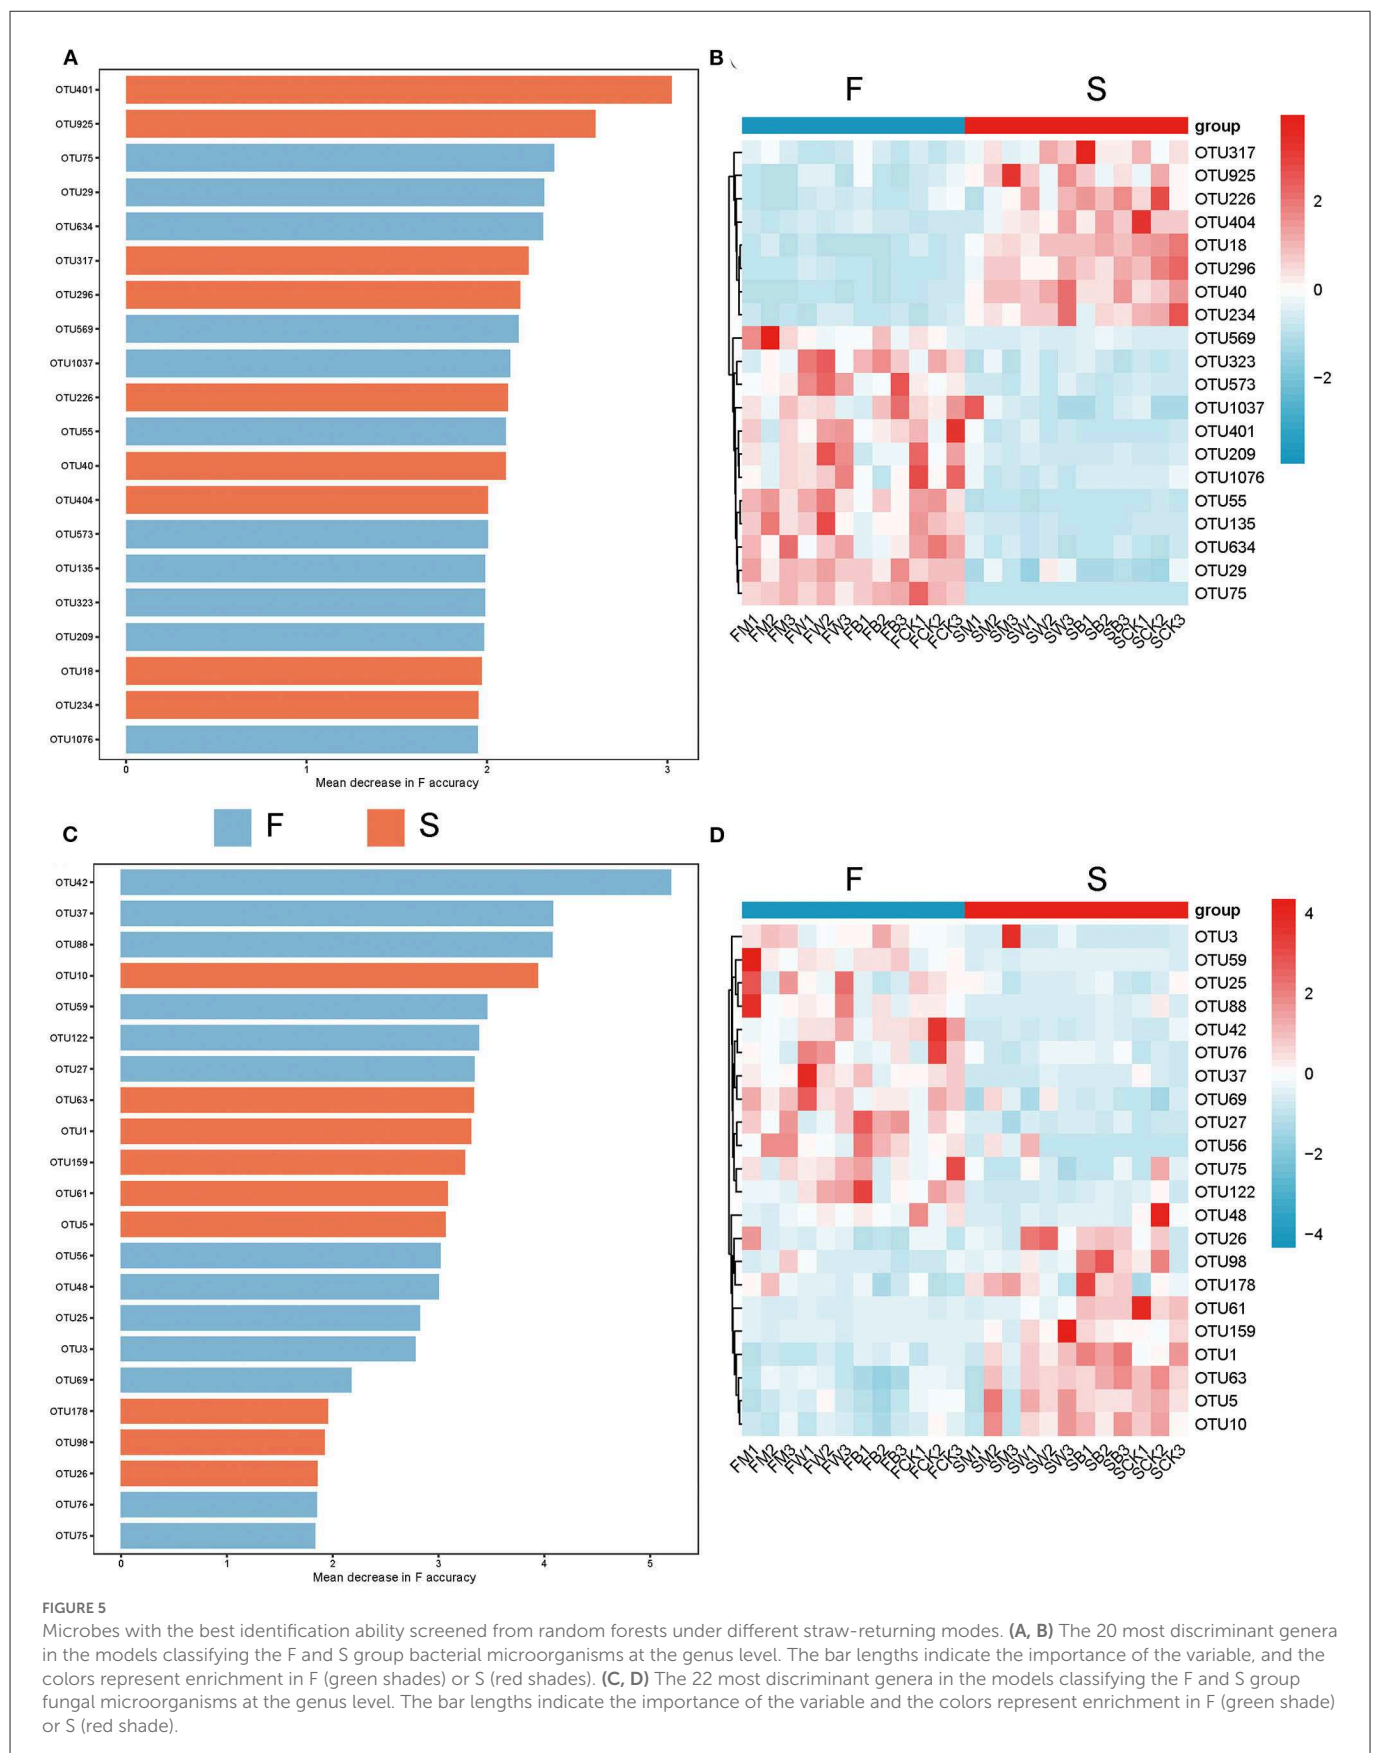 A
OTU401
OTU925
OTU75
OTU29
OTU634
OTU317
OTU296
OTU569
OTU1037
OTU226
OTU55
OTU40
OTU404
OTU573
OTU135
OTU323
OTU209
OTU18
OTU234
OTU1076
0 1 2 3
Mean decrease in F accuracy
B
F S
group
OTU317
OTU925
OTU226
OTU404
OTU18
OTU296
OTU40
OTU234
OTU569
OTU323
OTU573
OTU1037
OTU401
OTU209
OTU1076
OTU55
OTU135
OTU634
OTU29
OTU75
2
0
−2
FM1 FM2 FM3 FW1 FW2 FW3 FB1 FB2 FB3 FCK1 FCK2 FCK3 SM1 SM2 SM3 SW1 SW2 SW3 SB1 SB2 SB3 SCK1 SCK2 SCK3
F S
C
OTU42
OTU37
OTU88
OTU10
OTU59
OTU122
OTU27
OTU63
OTU1
OTU159
OTU61
OTU5
OTU56
OTU48
OTU25
OTU3
OTU69
OTU178
OTU98
OTU26
OTU76
OTU75
0 1 2 3 4 5
Mean decrease in F accuracy
D
F S
group
OTU3
OTU59
OTU25
OTU88
OTU42
OTU76
OTU37
OTU69
OTU27
OTU56
OTU75
OTU122
OTU48
OTU26
OTU98
OTU178
OTU61
OTU159
OTU1
OTU63
OTU5
OTU10
4
2
0
−2
−4
FM1 FM2 FM3 FW1 FW2 FW3 FB1 FB2 FB3 FCK1 FCK2 FCK3 SM1 SM2 SM3 SW1 SW2 SW3 SB1 SB2 SB3 SCK1 SCK2 SCK3
FIGURE 5
Microbes with the best identification ability screened from random forests under different straw-returning modes. (A, B) The 20 most discriminant genera
in the models classifying the F and S group bacterial microorganisms at the genus level. The bar lengths indicate the importance of the variable, and the
colors represent enrichment in F (green shades) or S (red shades). (C, D) The 22 most discriminant genera in the models classifying the F and S group
fungal microorganisms at the genus level. The bar lengths indicate the importance of the variable and the colors represent enrichment in F (green shade)
or S (red shade).